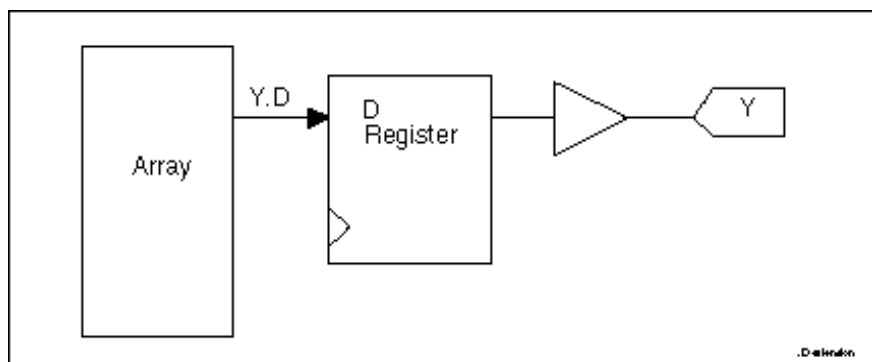 Y.D
D
Register
Y
Array
.D extension